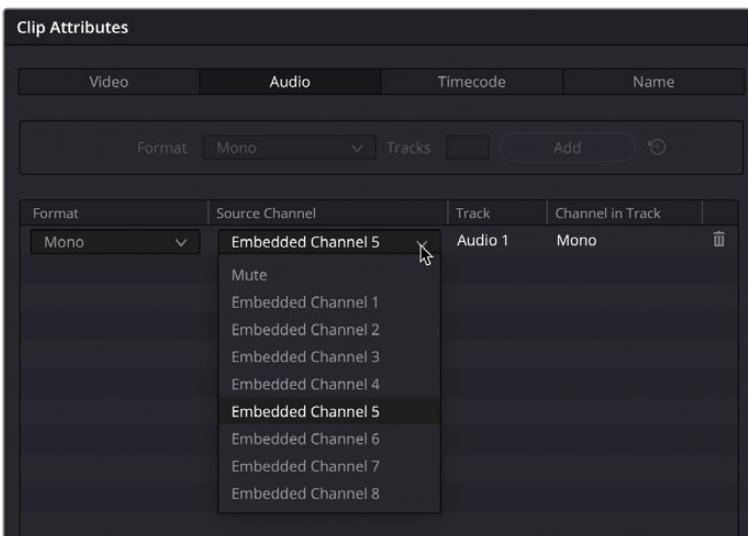 Clip Attributes
Video Audio Timecode Name
Format Mono Tracks Add
Format Source Channel Track Channel in Track
Mono Embedded Channel 5 Audio 1 Mono
Mute
Embedded Channel 1
Embedded Channel 2
Embedded Channel 3
Embedded Channel 4
Embedded Channel 5
Embedded Channel 6
Embedded Channel 7
Embedded Channel 8